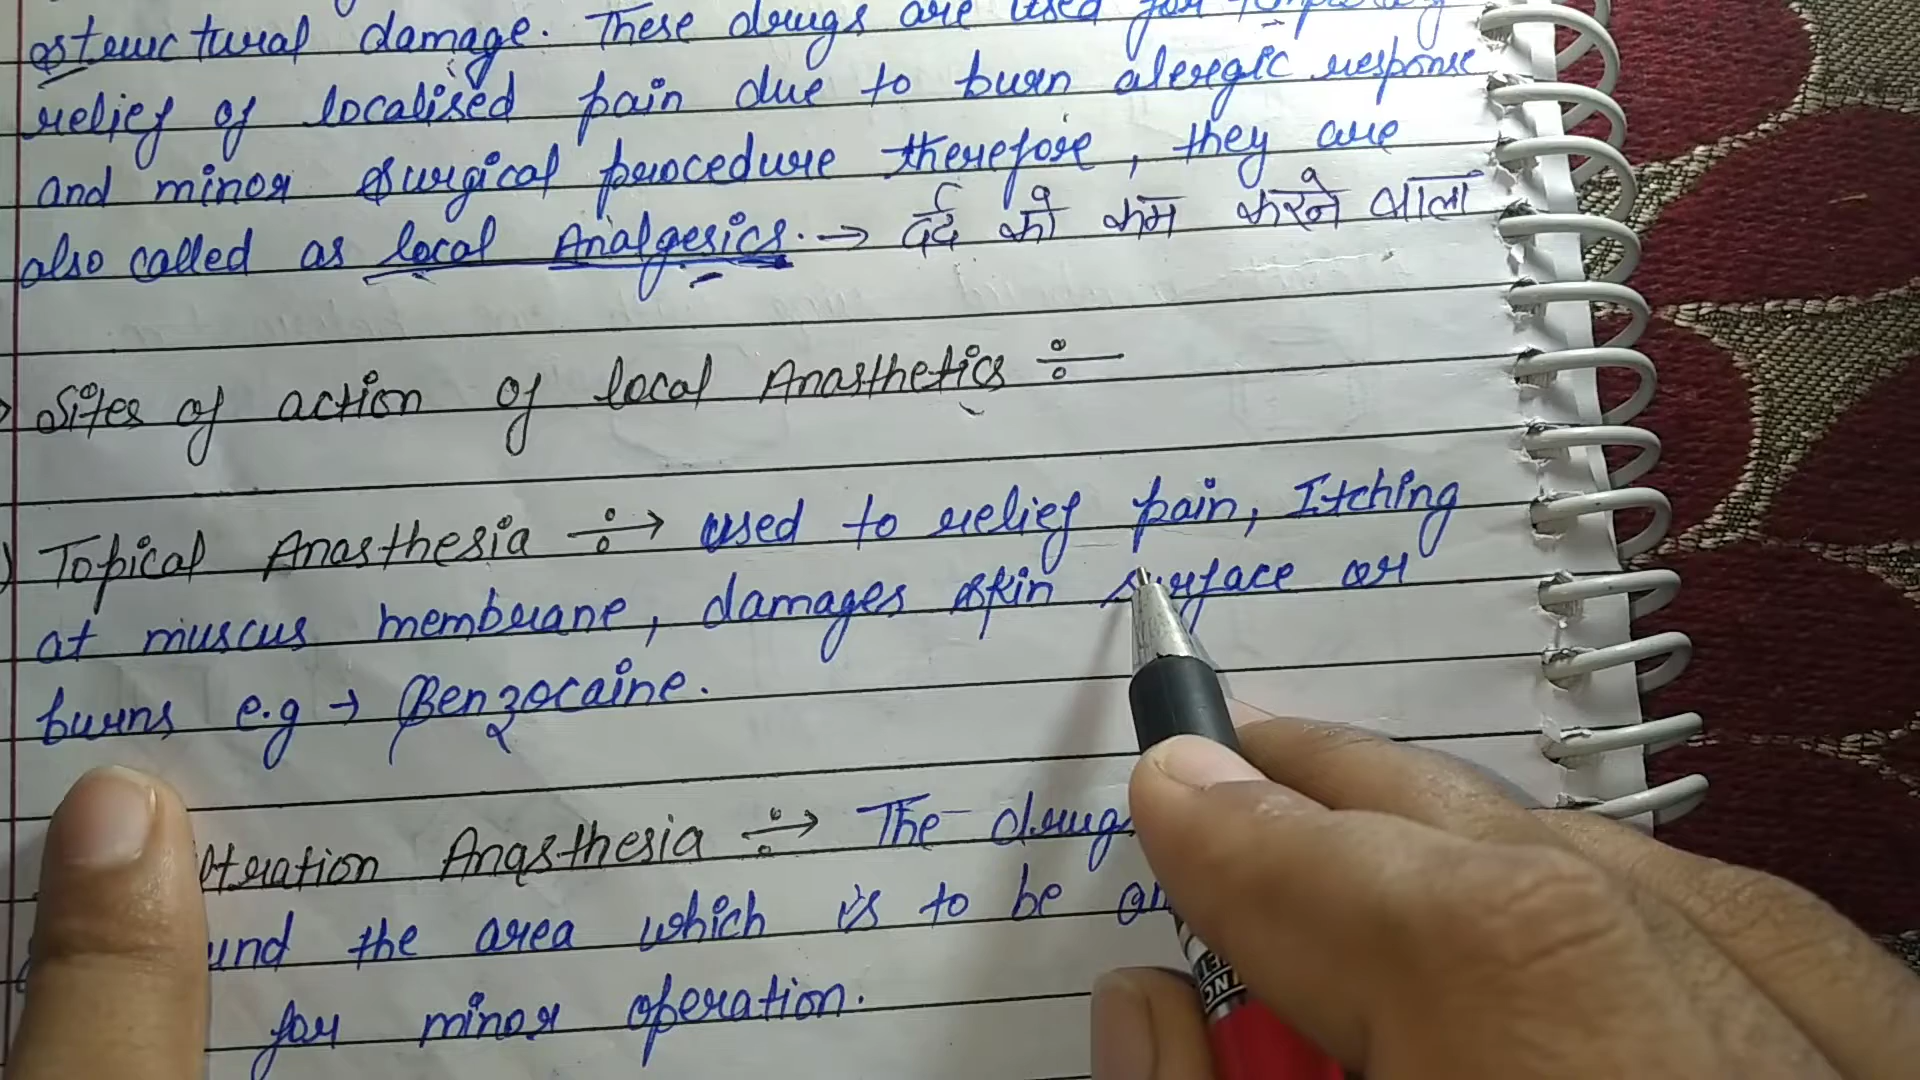 structural damage. These drugs are used for
relief of localised pain due to burn alergic response
and minor surgical procedure therefore, they are
also called as local Analgesics. → दर्द को कम करने वाला
Sites of action of local Anasthetics ÷
Topical Anasthesia ÷→ used to relief pain, Itching
at muscus membrane, damages skin surface or
burns e.g → Benzocaine.
Anasthesia ÷→ The drug
the area which is to be
for minor operation.